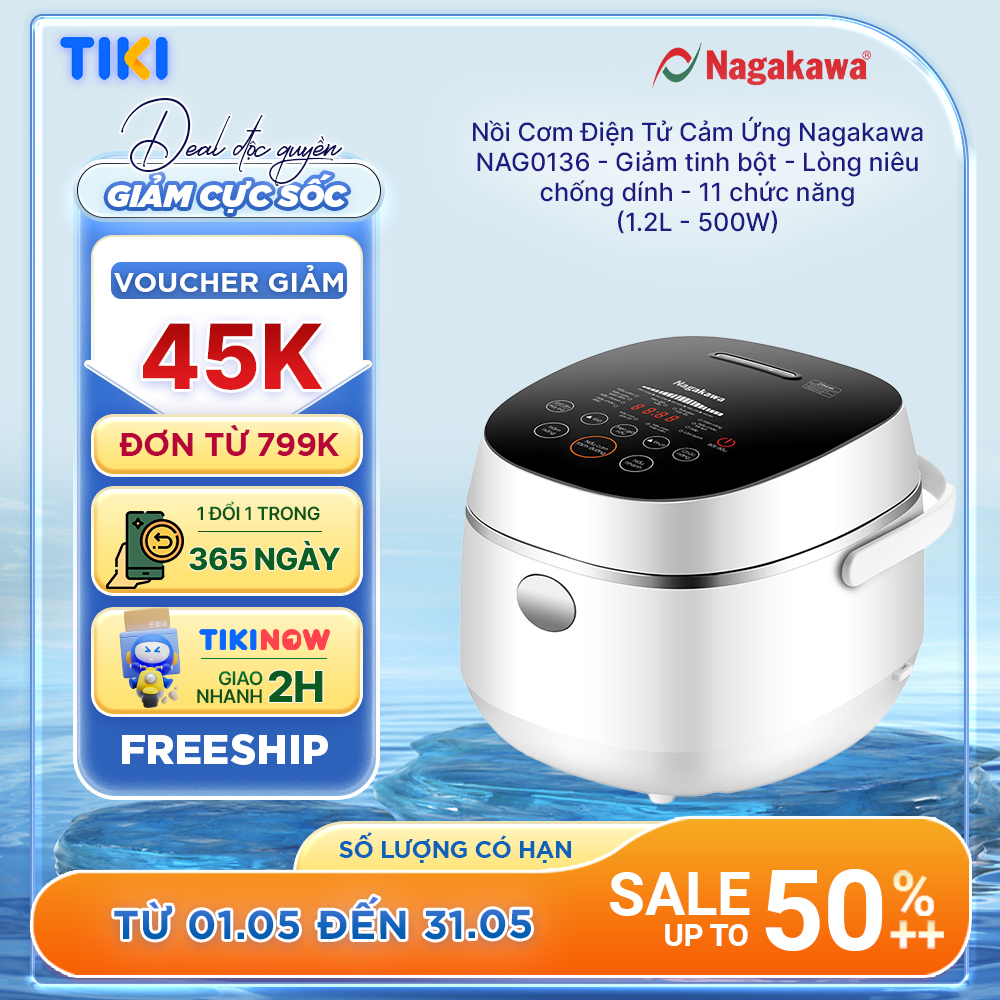 TIKI
Nagakawa®
Deal độc quyền
GIẢM CỰC SỐC
Nồi Cơm Điện Tử Cảm Ứng Nagakawa
NAG0136 - Giảm tinh bột - Lòng niêu
chống dính - 11 chức năng
(1.2L - 500W)
VOUCHER GIẢM
45K
ĐƠN TỪ 799K
1 ĐỔI 1 TRONG
365 NGÀY
TIKINOW
GIAO
NHANH 2H
FREESHIP
Nagakawa
88:88
SỐ LƯỢNG CÓ HẠN
TỪ 01.05 ĐẾN 31.05
SALE
UP TO 50%
++